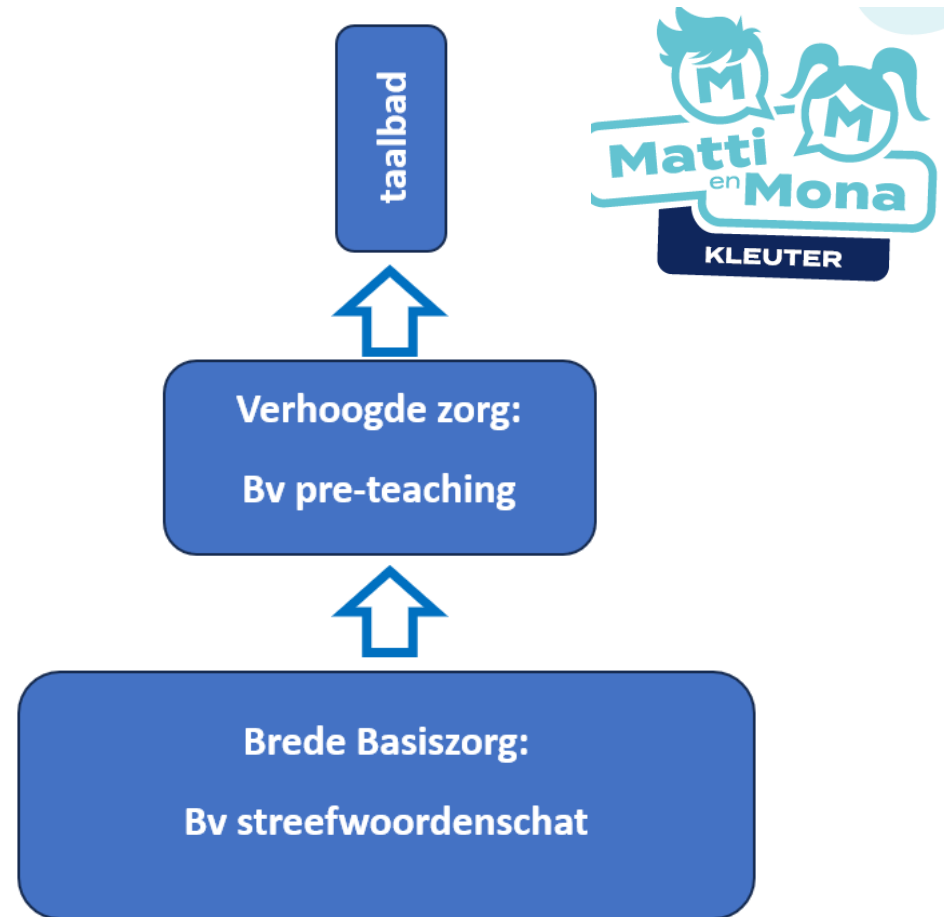 taalbad
M
M
Matti
en
Mona
KLEUTER
Verhoogde zorg:
Bv pre-teaching
Brede Basiszorg:
Bv streefwoordenschat